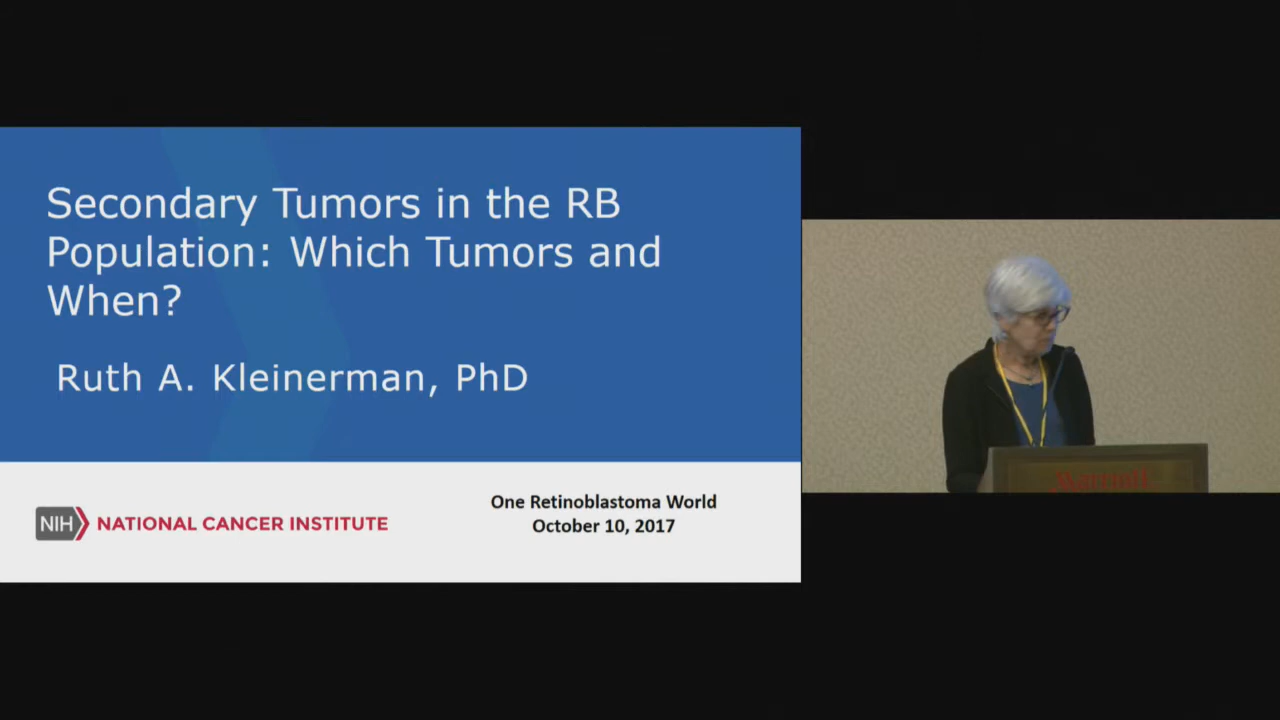 Secondary Tumors in the RB
Population: Which Tumors and
When?
Ruth A. Kleinerman, PhD
NIH NATIONAL CANCER INSTITUTE
One Retinoblastoma World
October 10, 2017
Marriott